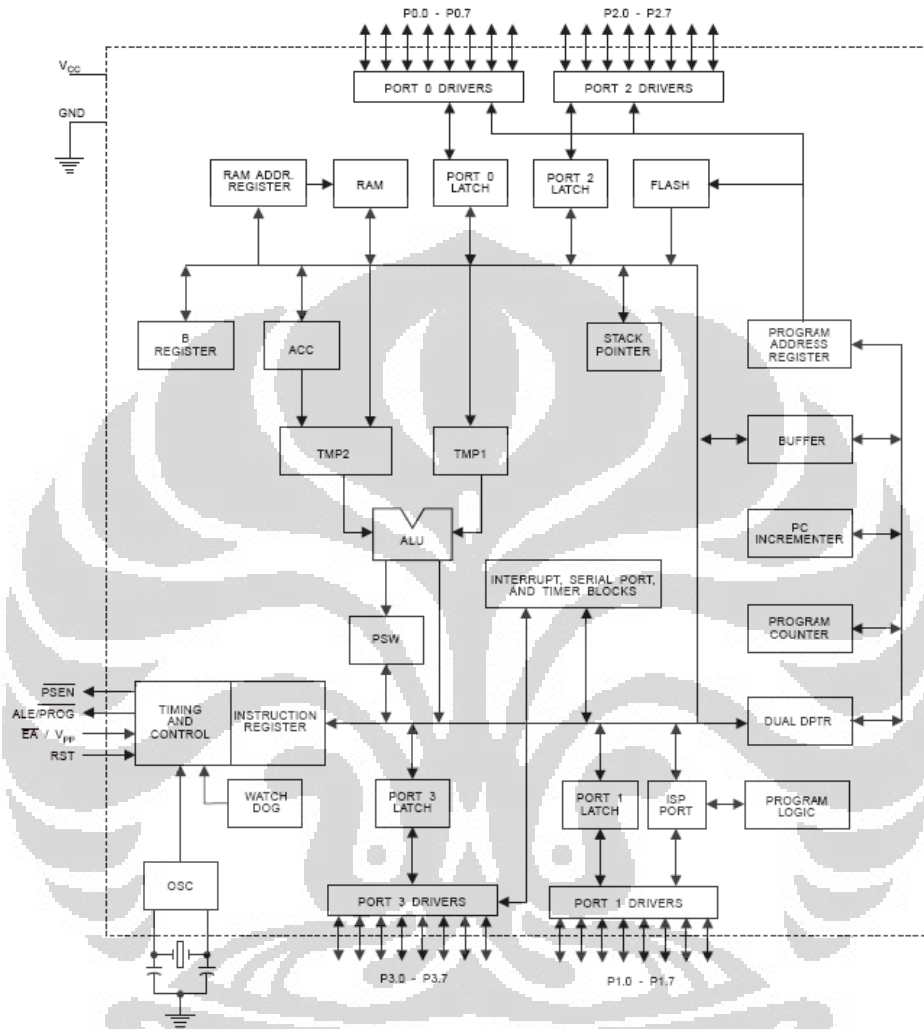 P0.0 - P0.7
P2.0 - P2.7
VCC
PORT 0 DRIVERS
PORT 2 DRIVERS
GND
RAM ADDR.
REGISTER
RAM
PORT 0
LATCH
PORT 2
LATCH
FLASH
B
REGISTER
ACC
STACK
POINTER
PROGRAM
ADDRESS
REGISTER
TMP2
TMP1
BUFFER
ALU
PC
INCREMENTER
INTERRUPT, SERIAL PORT,
AND TIMER BLOCKS
PSW
PROGRAM
COUNTER
PSEN
ALE/PROG
EA / VPP
RST
TIMING
AND
CONTROL
INSTRUCTION
REGISTER
DUAL DPTR
WATCH
DOG
PORT 3
LATCH
PORT 1
LATCH
ISP
PORT
PROGRAM
LOGIC
OSC
PORT 3 DRIVERS
PORT 1 DRIVERS
P3.0 - P3.7
P1.0 - P1.7